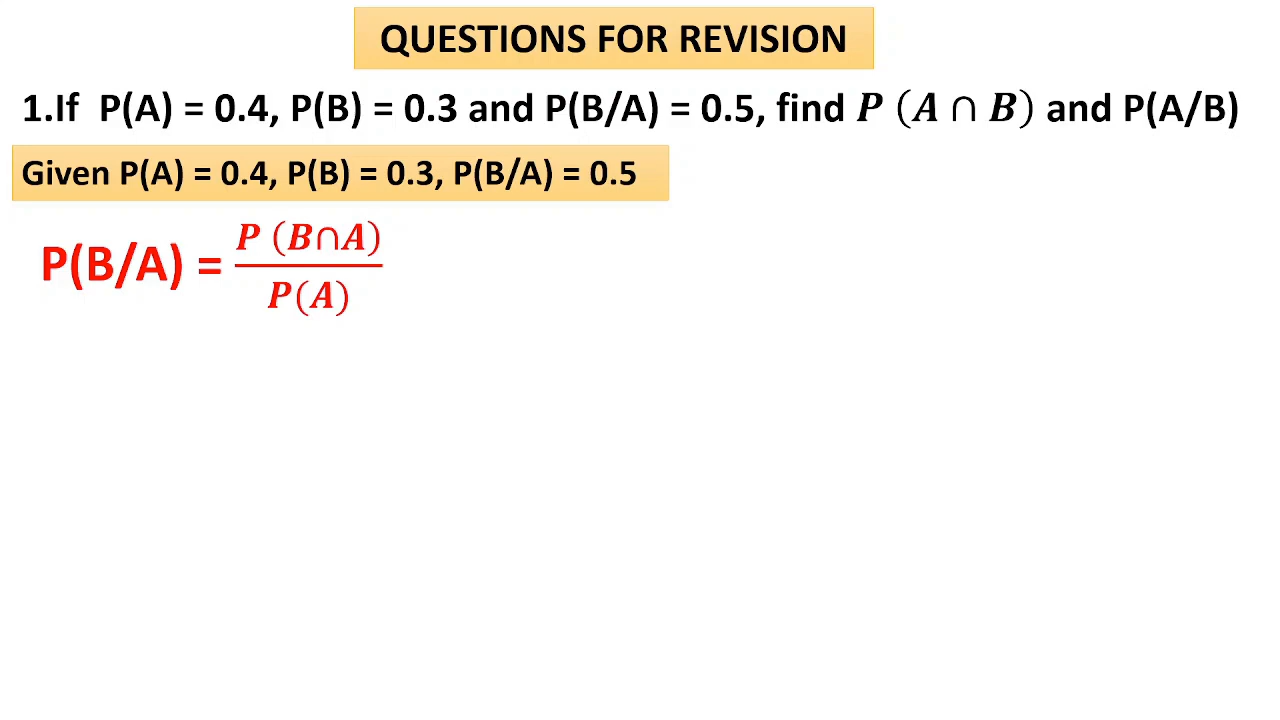 QUESTIONS FOR REVISION
1.If P(A) = 0.4, P(B) = 0.3 and P(B/A) = 0.5, find P (A ∩ B) and P(A/B)
Given P(A) = 0.4, P(B) = 0.3, P(B/A) = 0.5
P(B/A) = P (B∩A) / P(A)